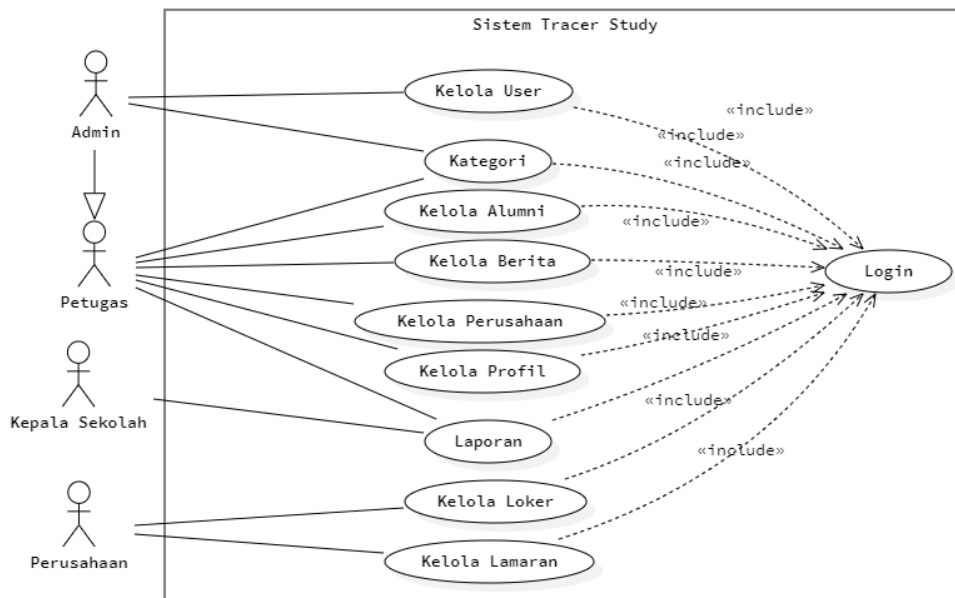 Sistem Tracer Study
Kelola User
«include»
Admin
«include»
Kategori
«include»
Kelola Alumni
«include»
Kelola Berita
«include»
Login
Petugas
Kelola Perusahaan
«include»
«include»
Kelola Profil
«include»
Kepala Sekolah
Laporan
«include»
Kelola Loker
Perusahaan
Kelola Lamaran